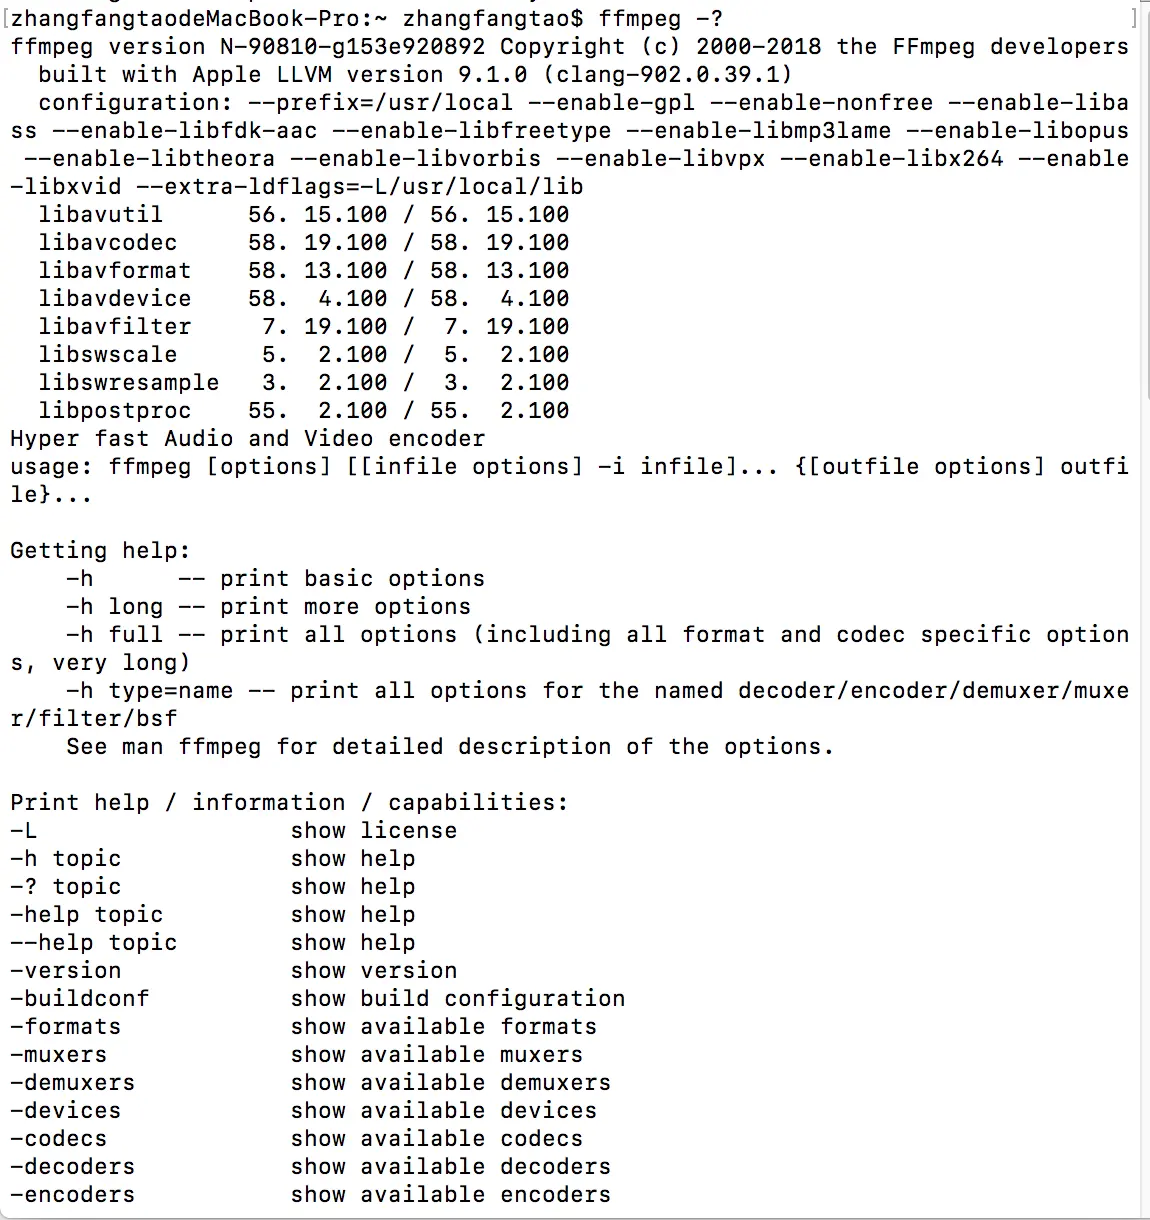 [zhangfangtaodeMacBook-Pro:~ zhangfangtao$ ffmpeg -?                             ]
ffmpeg version N-90810-g153e920892 Copyright (c) 2000-2018 the FFmpeg developers
  built with Apple LLVM version 9.1.0 (clang-902.0.39.1)
  configuration: --prefix=/usr/local --enable-gpl --enable-nonfree --enable-liba
ss --enable-libfdk-aac --enable-libfreetype --enable-libmp3lame --enable-libopus
 --enable-libtheora --enable-libvorbis --enable-libvpx --enable-libx264 --enable
-libxvid --extra-ldflags=-L/usr/local/lib
  libavutil      56. 15.100 / 56. 15.100
  libavcodec     58. 19.100 / 58. 19.100
  libavformat    58. 13.100 / 58. 13.100
  libavdevice    58.  4.100 / 58.  4.100
  libavfilter     7. 19.100 /  7. 19.100
  libswscale      5.  2.100 /  5.  2.100
  libswresample   3.  2.100 /  3.  2.100
  libpostproc    55.  2.100 / 55.  2.100
Hyper fast Audio and Video encoder
usage: ffmpeg [options] [[infile options] -i infile]... {[outfile options] outfi
le}...

Getting help:
    -h      -- print basic options
    -h long -- print more options
    -h full -- print all options (including all format and codec specific option
s, very long)
    -h type=name -- print all options for the named decoder/encoder/demuxer/muxe
r/filter/bsf
    See man ffmpeg for detailed description of the options.

Print help / information / capabilities:
-L                  show license
-h topic            show help
-? topic            show help
-help topic         show help
--help topic        show help
-version            show version
-buildconf          show build configuration
-formats            show available formats
-muxers             show available muxers
-demuxers           show available demuxers
-devices            show available devices
-codecs             show available codecs
-decoders           show available decoders
-encoders           show available encoders